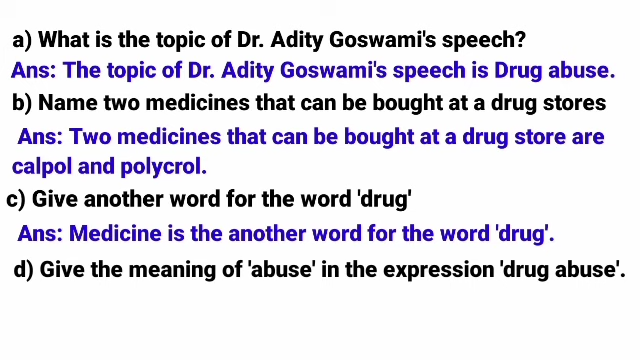 a) What is the topic of Dr. Adity Goswami's speech?
Ans: The topic of Dr. Adity Goswami's speech is Drug abuse.
b) Name two medicines that can be bought at a drug stores
Ans: Two medicines that can be bought at a drug store are
calpol and polycrol.
c) Give another word for the word 'drug'
Ans: Medicine is the another word for the word 'drug'.
d) Give the meaning of 'abuse' in the expression 'drug abuse'.